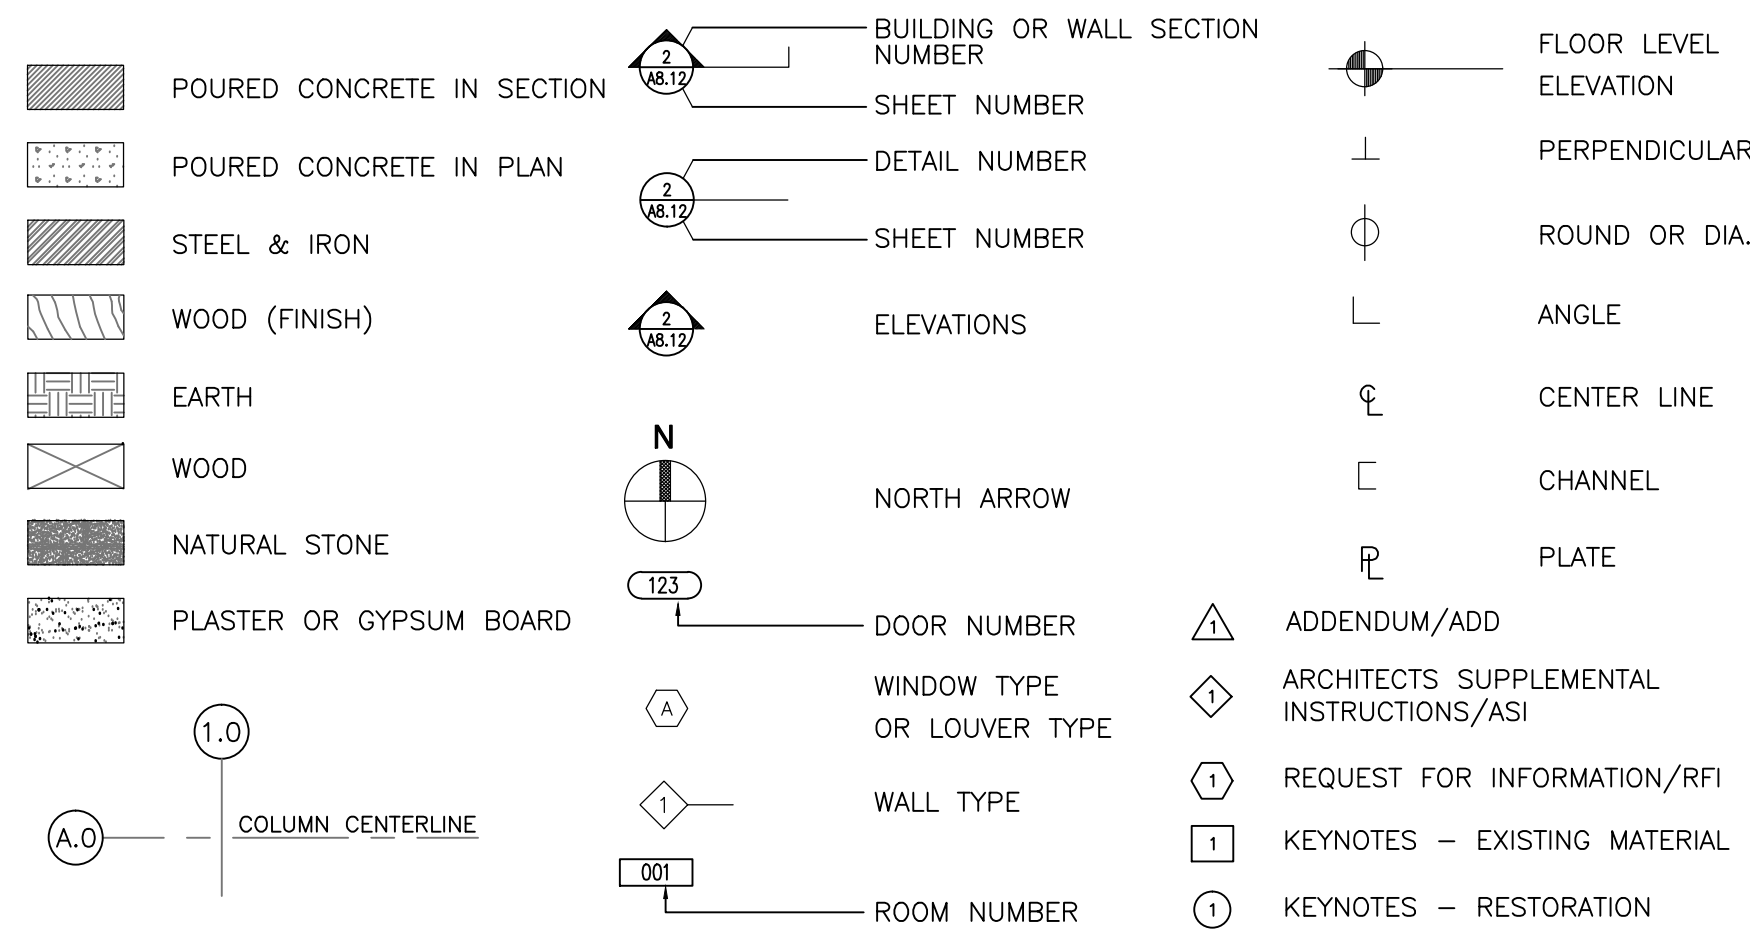 POURED CONCRETE IN SECTION
POURED CONCRETE IN PLAN
STEEL & IRON
WOOD (FINISH)
EARTH
WOOD
NATURAL STONE
PLASTER OR GYPSUM BOARD
1.0
A.0
COLUMN CENTERLINE
2
A8.12
BUILDING OR WALL SECTION
NUMBER
SHEET NUMBER
2
A8.12
DETAIL NUMBER
SHEET NUMBER
2
A8.12
ELEVATIONS
N
NORTH ARROW
123
DOOR NUMBER
A
WINDOW TYPE
OR LOUVER TYPE
1
WALL TYPE
001
ROOM NUMBER
FLOOR LEVEL
ELEVATION
PERPENDICULAR
ROUND OR DIA.
ANGLE
CENTER LINE
CHANNEL
PLATE
1
ADDENDUM/ADD
1
ARCHITECTS SUPPLEMENTAL
INSTRUCTIONS/ASI
1
REQUEST FOR INFORMATION/RFI
1
KEYNOTES – EXISTING MATERIAL
1
KEYNOTES – RESTORATION